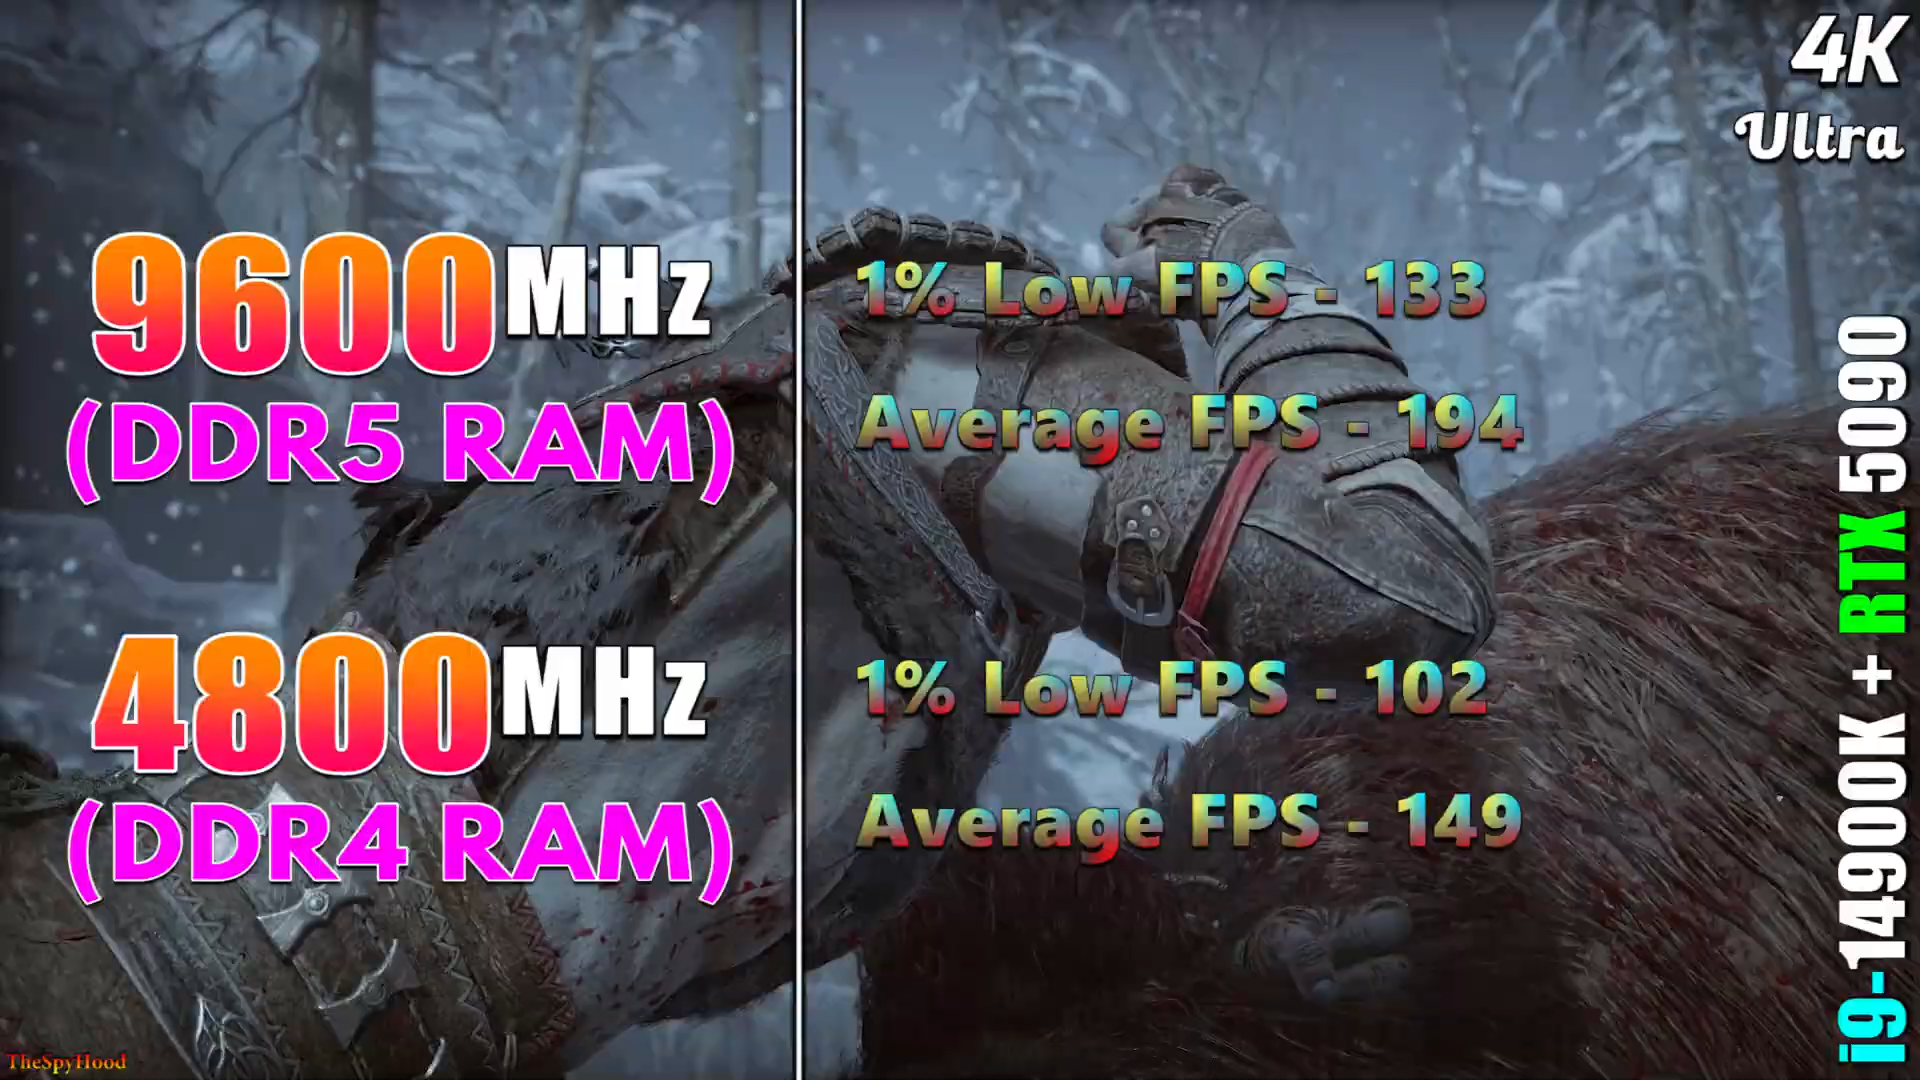 4K
Ultra
9600MHz
(DDR5 RAM)
1% Low FPS - 133
Average FPS - 194
4800MHz
(DDR4 RAM)
1% Low FPS - 102
Average FPS - 149
i9-14900K + RTX 5090
TheSpyHood